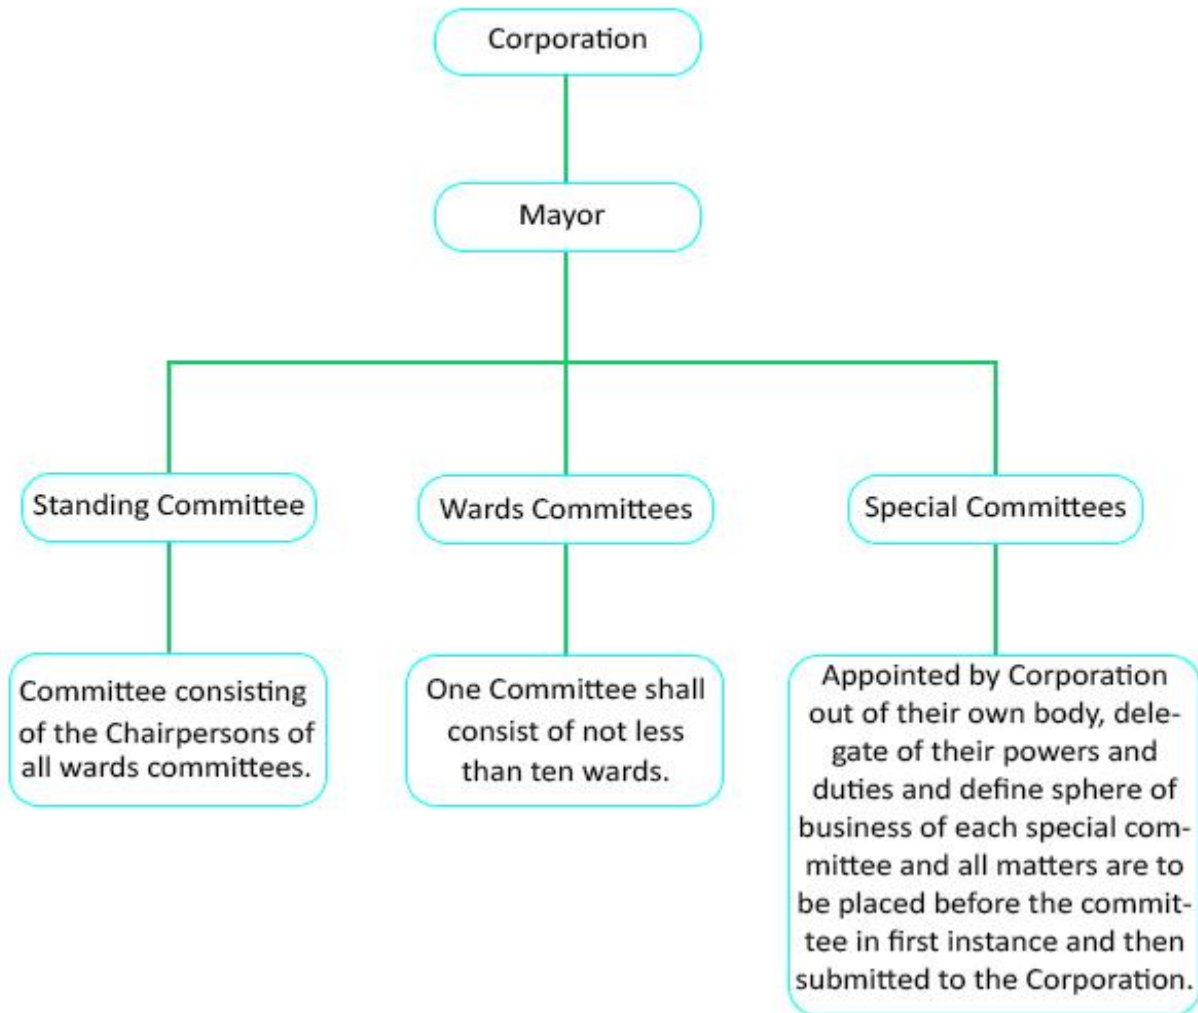 Corporation
Mayor
Standing Committee
Wards Committees
Special Committees
Committee consisting
of the Chairpersons of
all wards committees.
One Committee shall
consist of not less
than ten wards.
Appointed by Corporation
out of their own body, dele-
gate of their powers and
duties and define sphere of
business of each special com-
mittee and all matters are to
be placed before the commit-
tee in first instance and then
submitted to the Corporation.